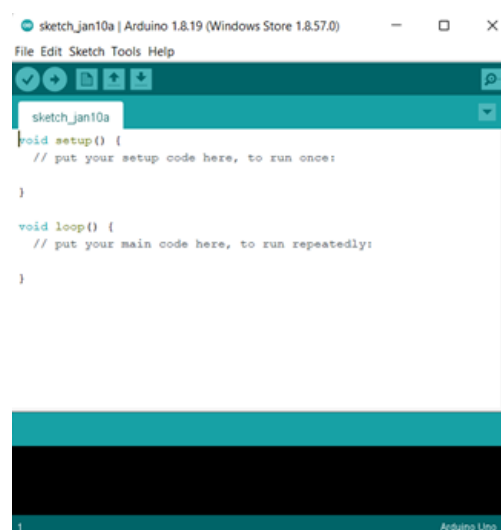 sketch_jan10a | Arduino 1.8.19 (Windows Store 1.8.57.0)
File Edit Sketch Tools Help
sketch_jan10a
void setup() {
// put your setup code here, to run once:
}
void loop() {
// put your main code here, to run repeatedly:
}
1
Arduino Uno